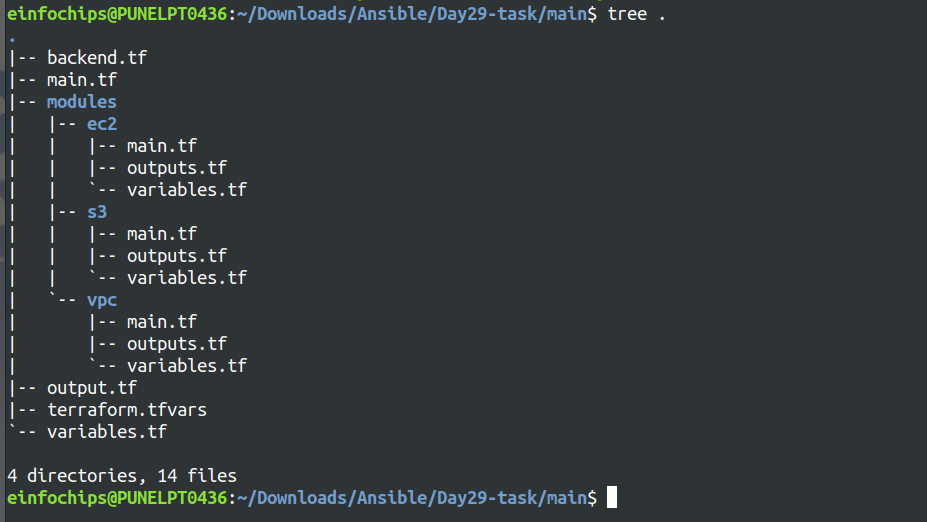 einfochips@PUNELPT0436:~/Downloads/Ansible/Day29-task/main$ tree .
.
|-- backend.tf
|-- main.tf
|-- modules
|   |-- ec2
|   |   |-- main.tf
|   |   |-- outputs.tf
|   |   `-- variables.tf
|   |-- s3
|   |   |-- main.tf
|   |   |-- outputs.tf
|   |   `-- variables.tf
|   `-- vpc
|       |-- main.tf
|       |-- outputs.tf
|       `-- variables.tf
|-- output.tf
|-- terraform.tfvars
`-- variables.tf

4 directories, 14 files
einfochips@PUNELPT0436:~/Downloads/Ansible/Day29-task/main$